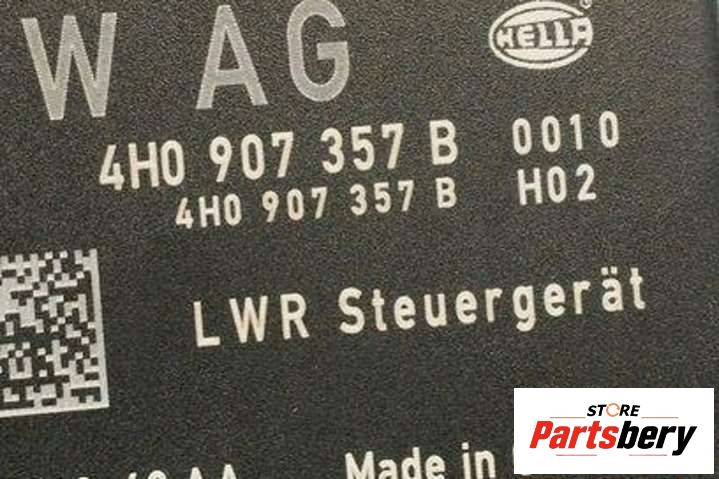 W AG
HELLA
4H0 907 357 B 0010
4H0 907 357 B H02
LWR Steuergerät
Made in
STORE
Partsbery